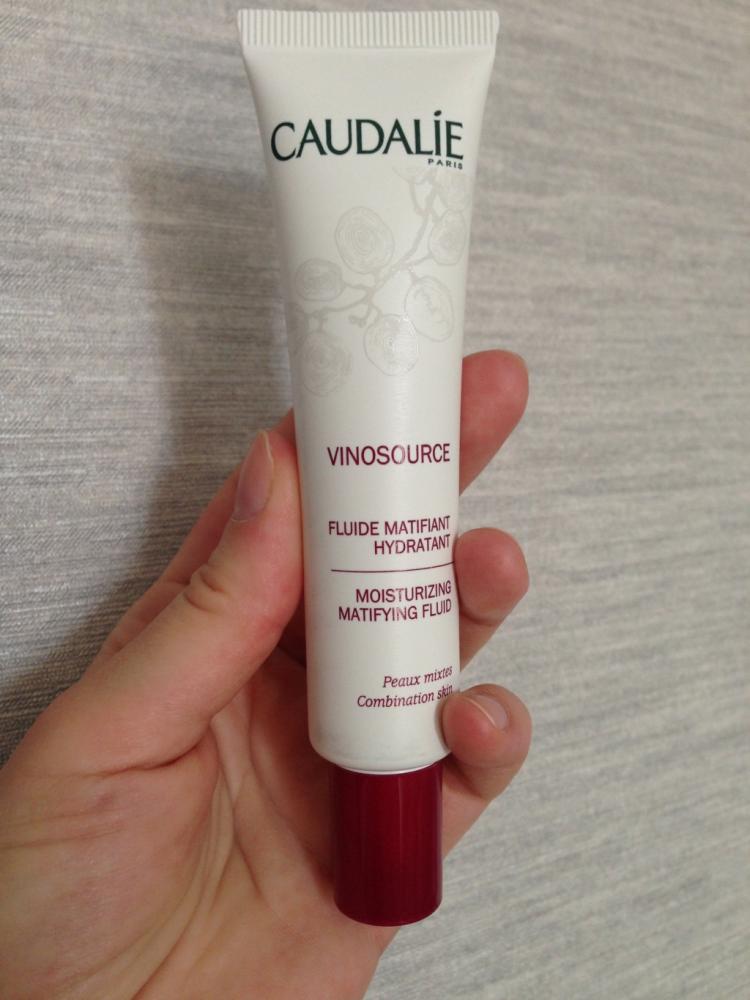 CAUDALIE
PARIS
VINOSOURCE
FLUIDE MATIFIANT
HYDRATANT
MOISTURIZING
MATIFYING FLUID
Peaux mixtes
Combination skin